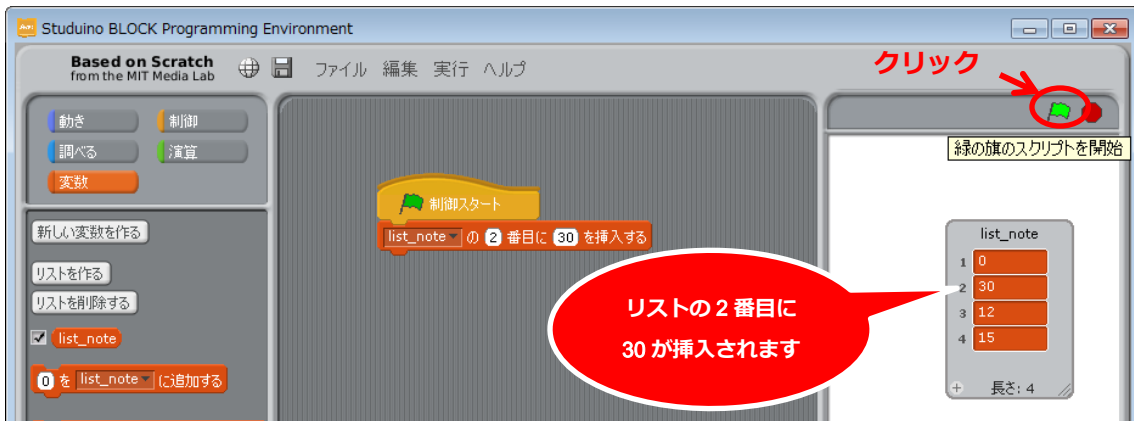 Studuino BLOCK Programming Environment
Based on Scratch
from the MIT Media Lab
ファイル 編集 実行 ヘルプ
クリック
動き 制御
調べる 演算
変数
緑の旗のスクリプトを開始
制御スタート
list_note の 2 番目に 30 を挿入する
新しい変数を作る
リストを作る
リストを削除する
list_note
0 を list_note に追加する
リストの2番目に
30 が挿入されます
list_note
1 0
2 30
3 12
4 15
+ 長さ: 4